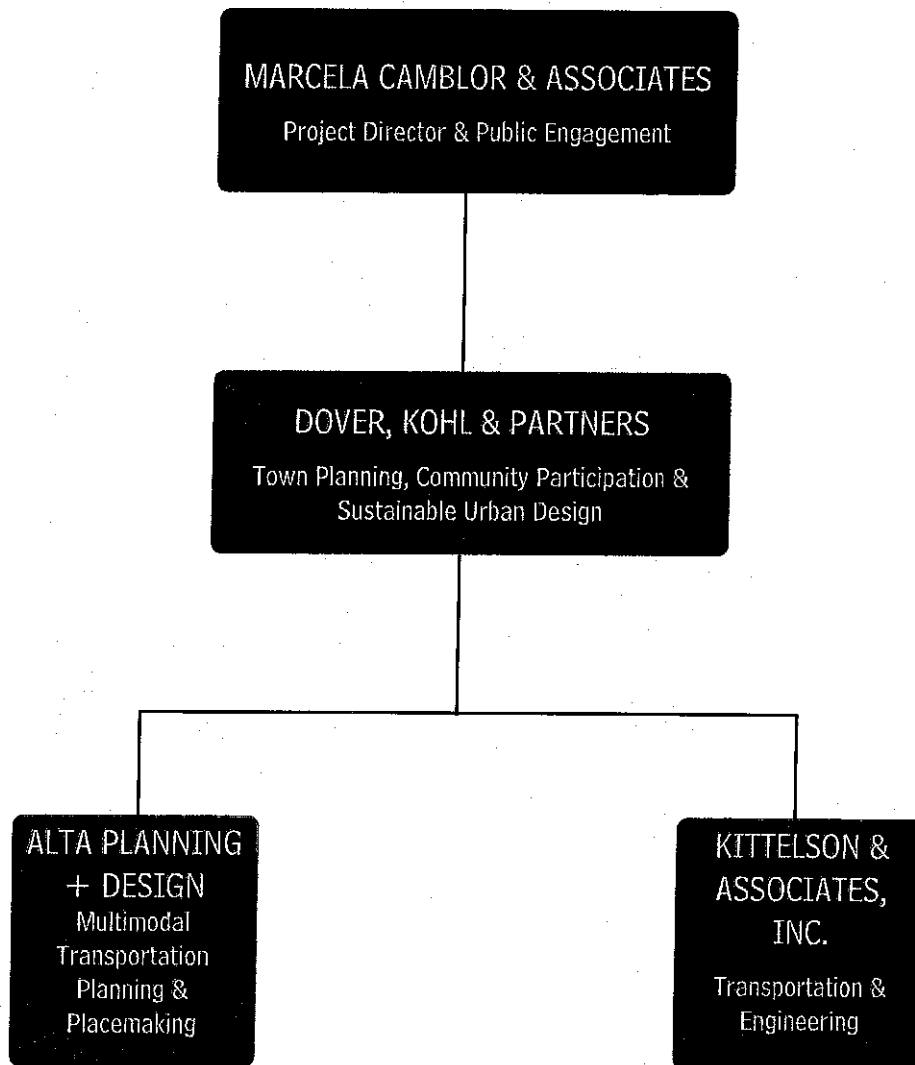 MARCELA CAMBLOR & ASSOCIATES
Project Director & Public Engagement
DOVER, KOHL & PARTNERS
Town Planning, Community Participation &
Sustainable Urban Design
ALTA PLANNING
+ DESIGN
Multimodal
Transportation
Planning &
Placemaking
KITTELSON &
ASSOCIATES,
INC.
Transportation &
Engineering